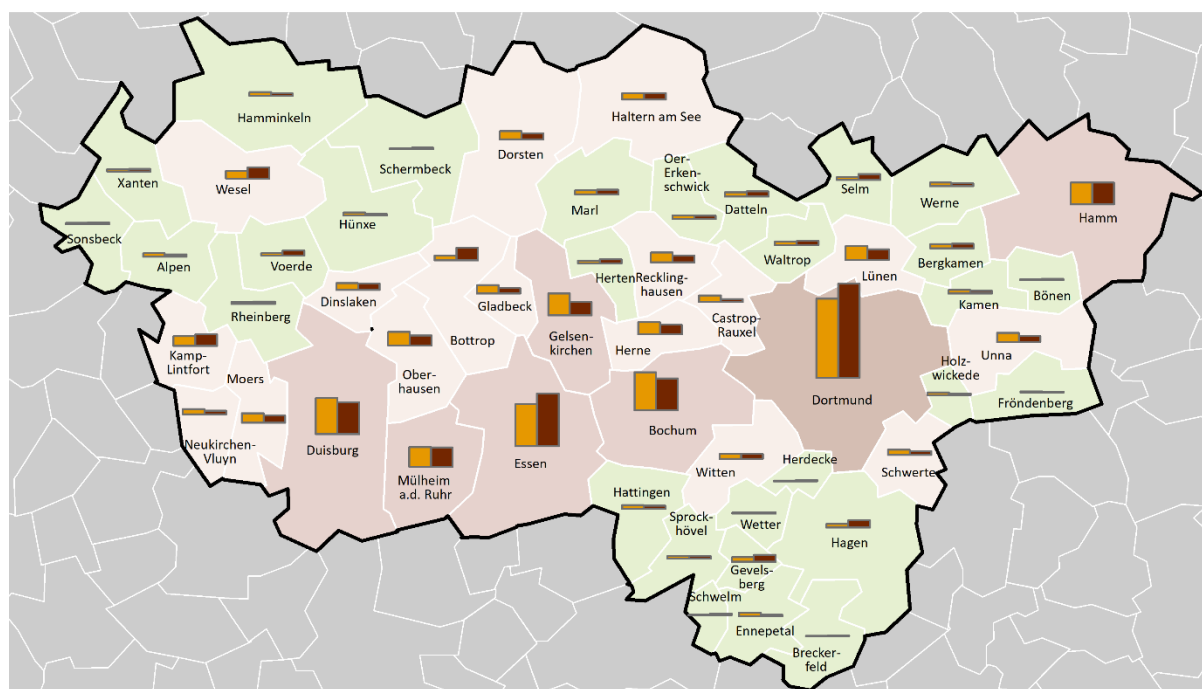 Hamminkeln
Haltern am See
Dorsten
Schermbeck
Oer-
Erken-
schwick
Xanten
Wesel
Selm
Werne
Hamm
Marl
Datteln
Hünxe
Sonsbeck
Waltrop
Alpen
Voerde
Herten
Reckling-
hausen
Lünen
Bergkamen
Dinslaken
Gladbeck
Kamen
Bönen
Rheinberg
Castrop-
Rauxel
Gelsen-
kirchen
Bottrop
Herne
Unna
Kamp-
Lintfort
Holz-
wickede
Moers
Ober-
hausen
Dortmund
Fröndenberg
Bochum
Neukirchen-
Vluyn
Duisburg
Essen
Mülheim
a.d. Ruhr
Witten
Herdecke
Schwerte
Hattingen
Sprock-
hövel
Wetter
Hagen
Gevels-
berg
Schwelm
Ennepetal
Brecker-
feld